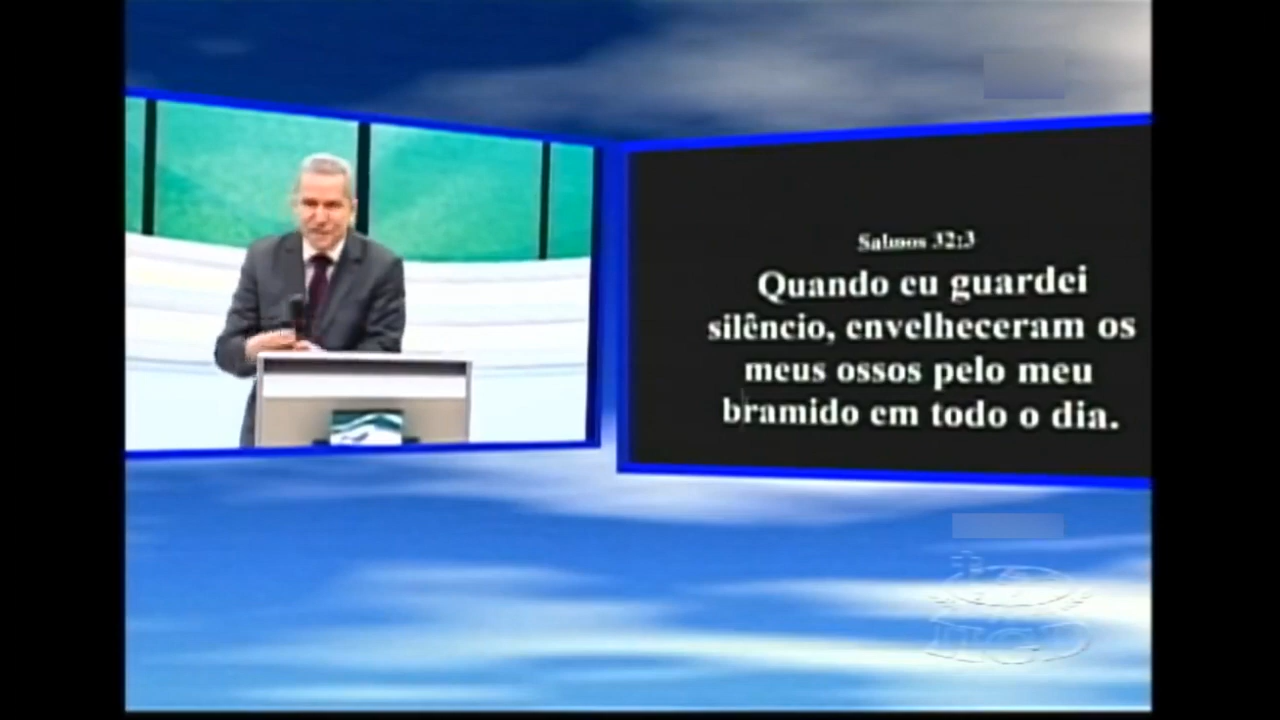 Salmos 32:3
Quando eu guardei
silêncio, envelheceram os
meus ossos pelo meu
bramido em todo o dia.